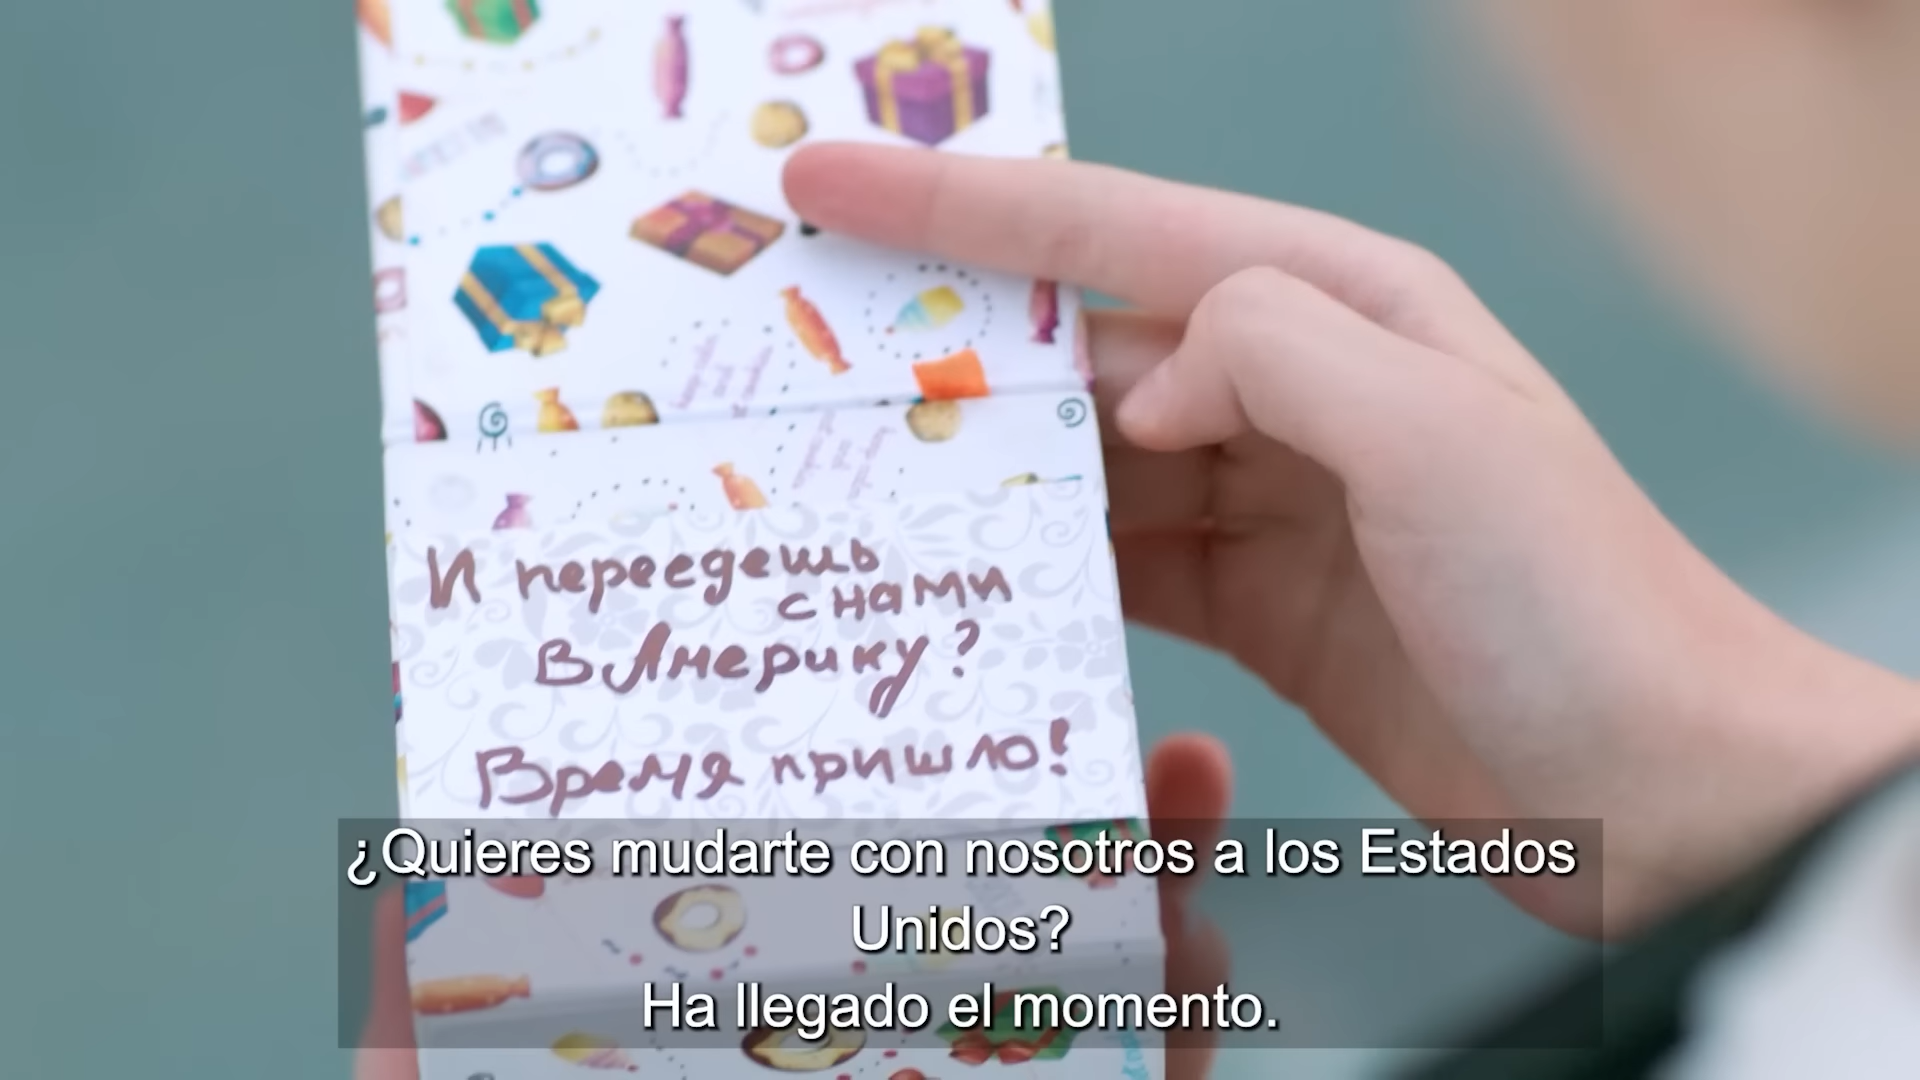 И переедешь
с нами
в Америку?
Время пришло!
¿Quieres mudarte con nosotros a los Estados
Unidos?
Ha llegado el momento.